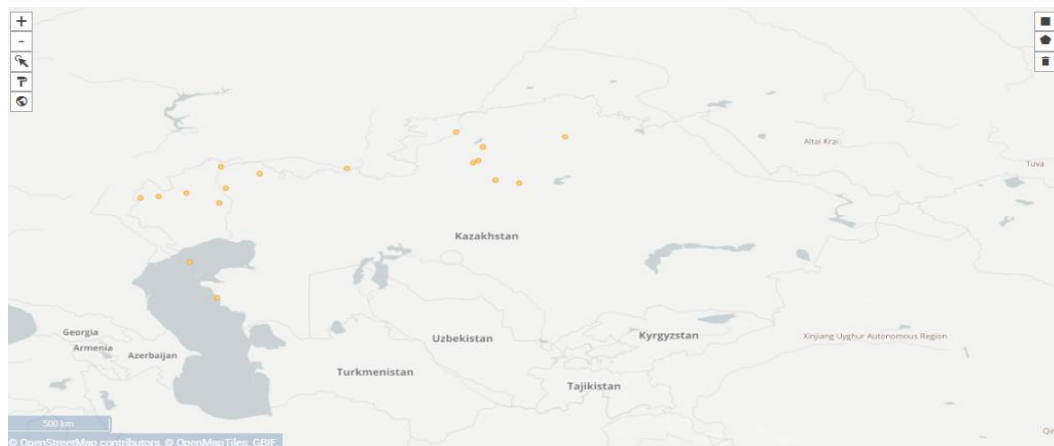 +
-
Altai Krai
Tuva
Kazakhstan
Georgia
Armenia
Azerbaijan
Uzbekistan
Kyrgyzstan
Xinjiang Uyghur Autonomous Region
Turkmenistan
Tajikistan
500 km
© OpenStreetMap contributors, © OpenMapTiles, GBIF